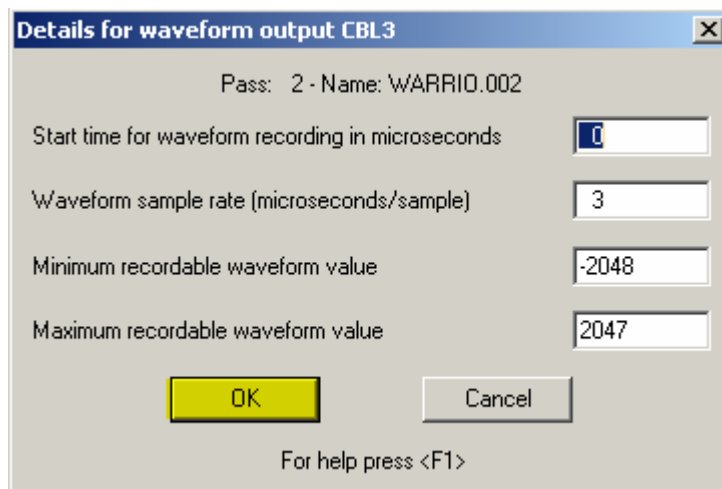 Details for waveform output CBL3
Pass: 2 - Name: WARRIO.002
Start time for waveform recording in microseconds 0
Waveform sample rate (microseconds/sample) 3
Minimum recordable waveform value -2048
Maximum recordable waveform value 2047
OK Cancel
For help press <F1>